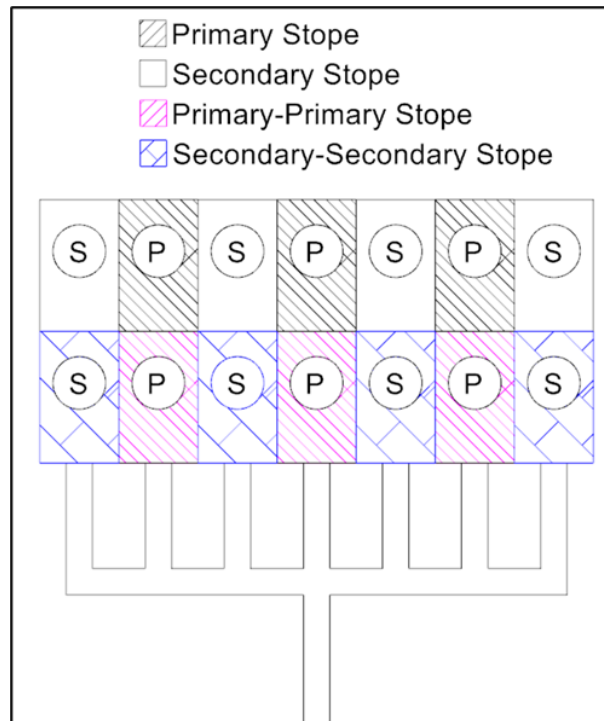 Primary Stope
Secondary Stope
Primary-Primary Stope
Secondary-Secondary Stope
S P S P S P S
S P S P S P S